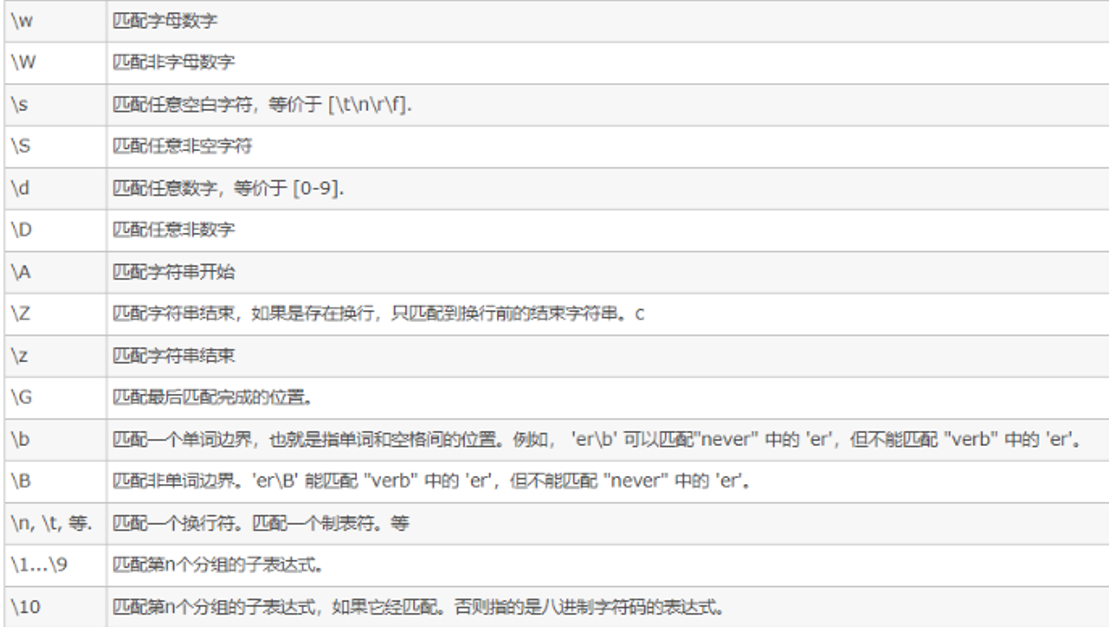 \w 匹配字母数字
\W 匹配非字母数字
\s 匹配任意空白字符，等价于 [\t\n\r\f].
\S 匹配任意非空字符
\d 匹配任意数字，等价于 [0-9].
\D 匹配任意非数字
\A 匹配字符串开始
\Z 匹配字符串结束，如果是存在换行，只匹配到换行前的结束字符串。c
\z 匹配字符串结束
\G 匹配最后匹配完成的位置。
\b 匹配一个单词边界，也就是指单词和空格间的位置。例如， 'er\b' 可以匹配"never" 中的 'er'，但不能匹配 "verb" 中的 'er'。
\B 匹配非单词边界。'er\B' 能匹配 "verb" 中的 'er'，但不能匹配 "never" 中的 'er'。
\n, \t, 等. 匹配一个换行符。匹配一个制表符。等
\1...\9 匹配第n个分组的子表达式。
\10 匹配第n个分组的子表达式，如果它经匹配。否则指的是八进制字符码的表达式。